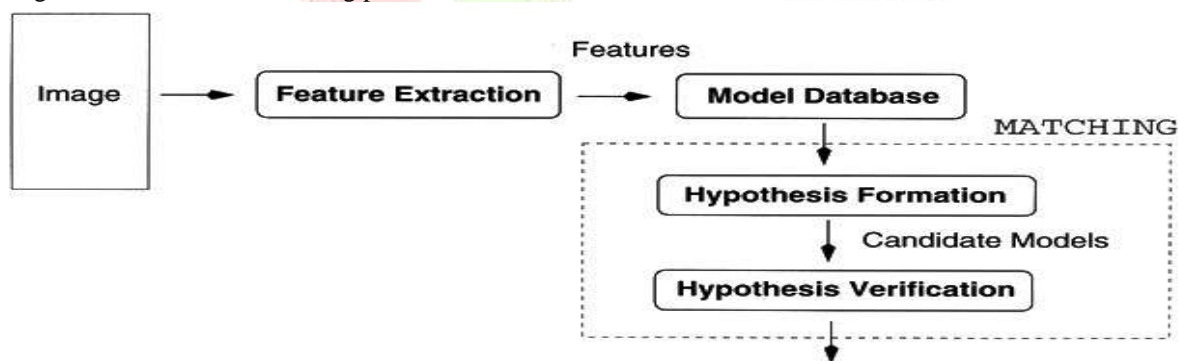 Features
Image
Feature Extraction
Model Database
MATCHING
Hypothesis Formation
Candidate Models
Hypothesis Verification